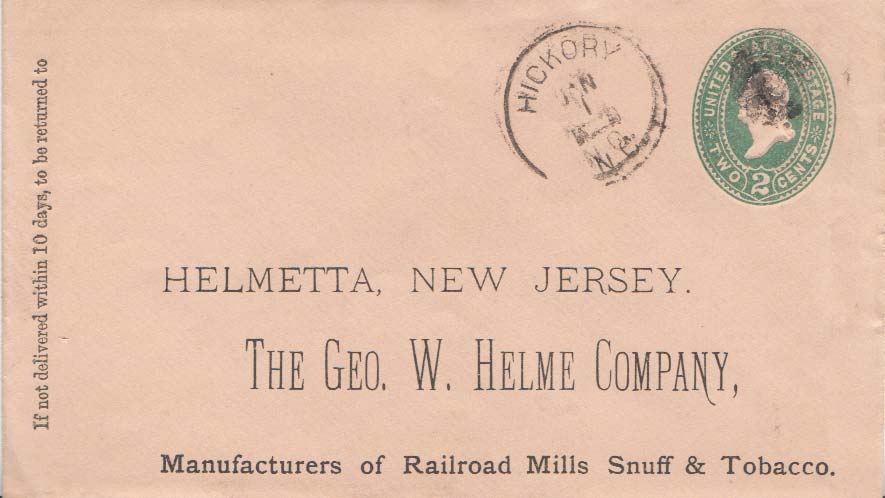 If not delivered within 10 days, to be returned to
HICKORY
N.C.
UNITED STATES POSTAGE
TWO 2 CENTS
HELMETTA, NEW JERSEY.
THE GEO. W. HELME COMPANY,
Manufacturers of Railroad Mills Snuff & Tobacco.